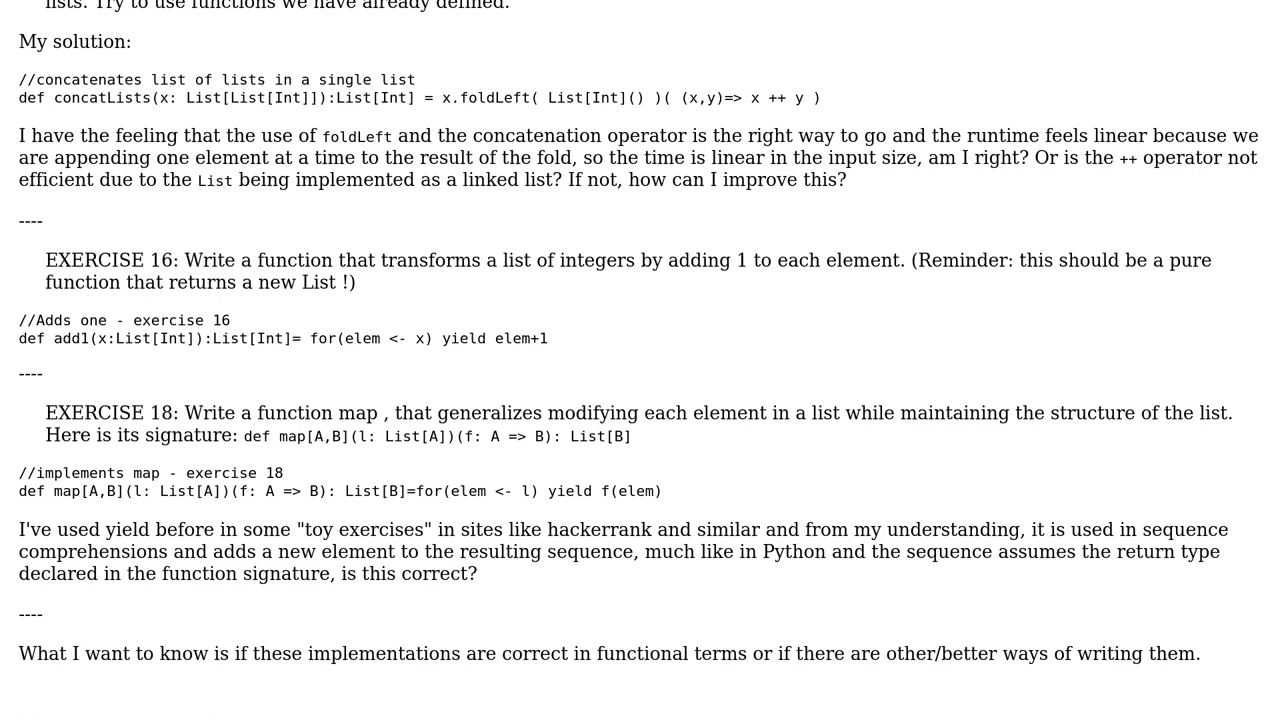 lists. Try to use functions we have already defined.
My solution:
//concatenates list of lists in a single list
def concatLists(x: List[List[Int]]):List[Int] = x.foldLeft( List[Int]() )( (x,y)=> x ++ y )
I have the feeling that the use of foldLeft and the concatenation operator is the right way to go and the runtime feels linear because we
are appending one element at a time to the result of the fold, so the time is linear in the input size, am I right? Or is the ++ operator not
efficient due to the List being implemented as a linked list? If not, how can I improve this?
----
EXERCISE 16: Write a function that transforms a list of integers by adding 1 to each element. (Reminder: this should be a pure
function that returns a new List !)
//Adds one - exercise 16
def add1(x:List[Int]):List[Int]= for(elem <- x) yield elem+1
----
EXERCISE 18: Write a function map , that generalizes modifying each element in a list while maintaining the structure of the list.
Here is its signature: def map[A,B](l: List[A])(f: A => B): List[B]
//implements map - exercise 18
def map[A,B](l: List[A])(f: A => B): List[B]=for(elem <- l) yield f(elem)
I've used yield before in some "toy exercises" in sites like hackerrank and similar and from my understanding, it is used in sequence
comprehensions and adds a new element to the resulting sequence, much like in Python and the sequence assumes the return type
declared in the function signature, is this correct?
----
What I want to know is if these implementations are correct in functional terms or if there are other/better ways of writing them.